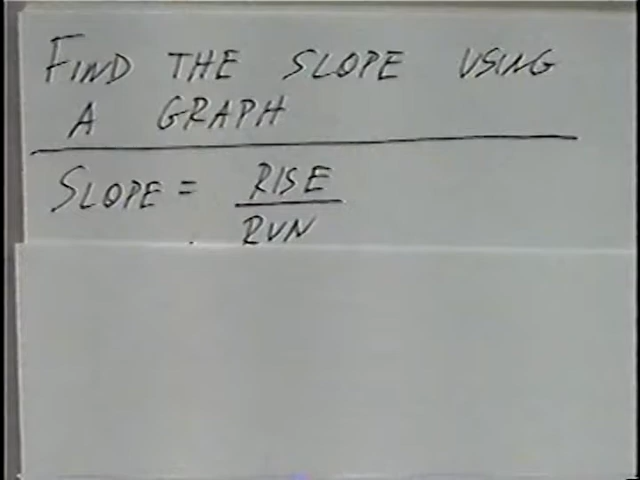 FIND THE SLOPE USING
A GRAPH
SLOPE = RISE
RUN